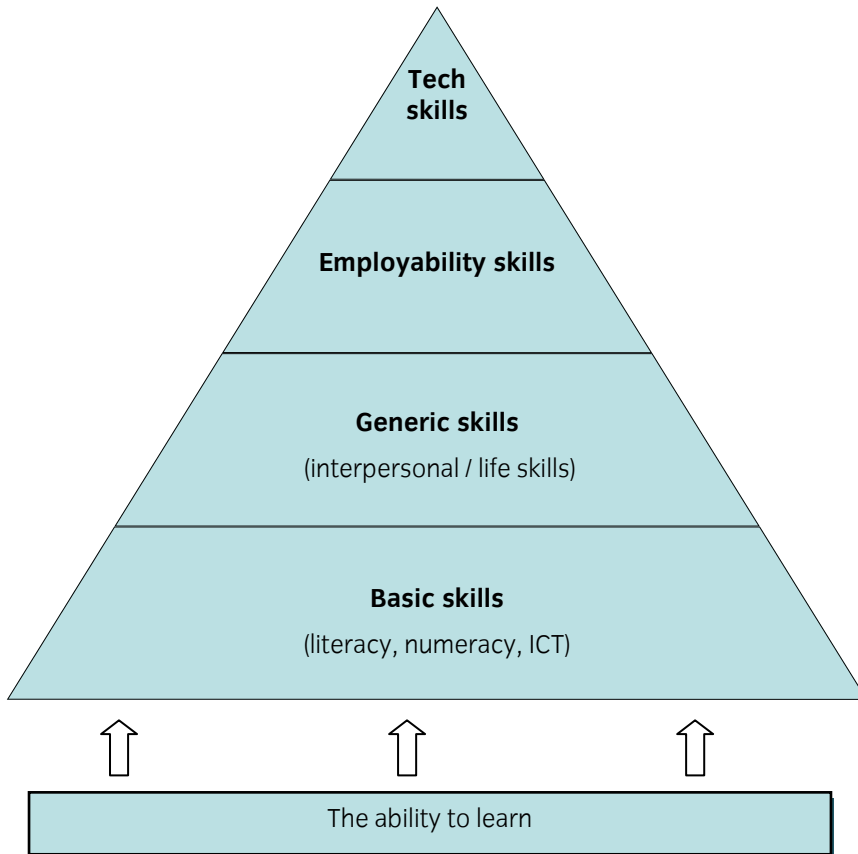 Tech
skills
Employability skills
Generic skills
(interpersonal / life skills)
Basic skills
(literacy, numeracy, ICT)
The ability to learn